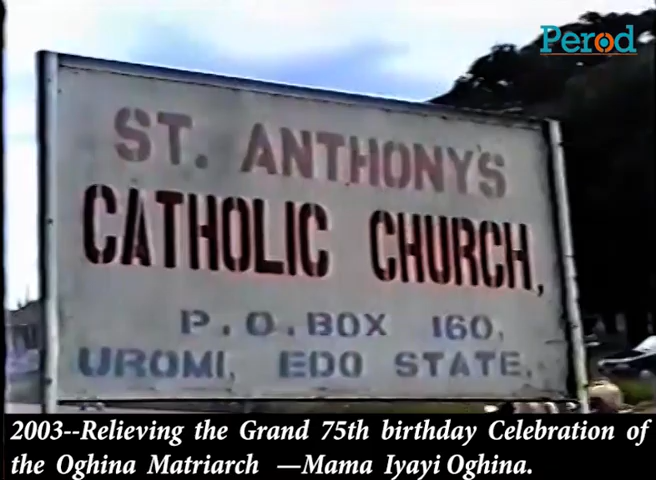 Perod
ST. ANTHONY'S
CATHOLIC CHURCH,
P.O.BOX 160,
UROMI, EDO STATE.
2003--Relieving the Grand 75th birthday Celebration of
the Oghina Matriarch —Mama Iyayi Oghina.